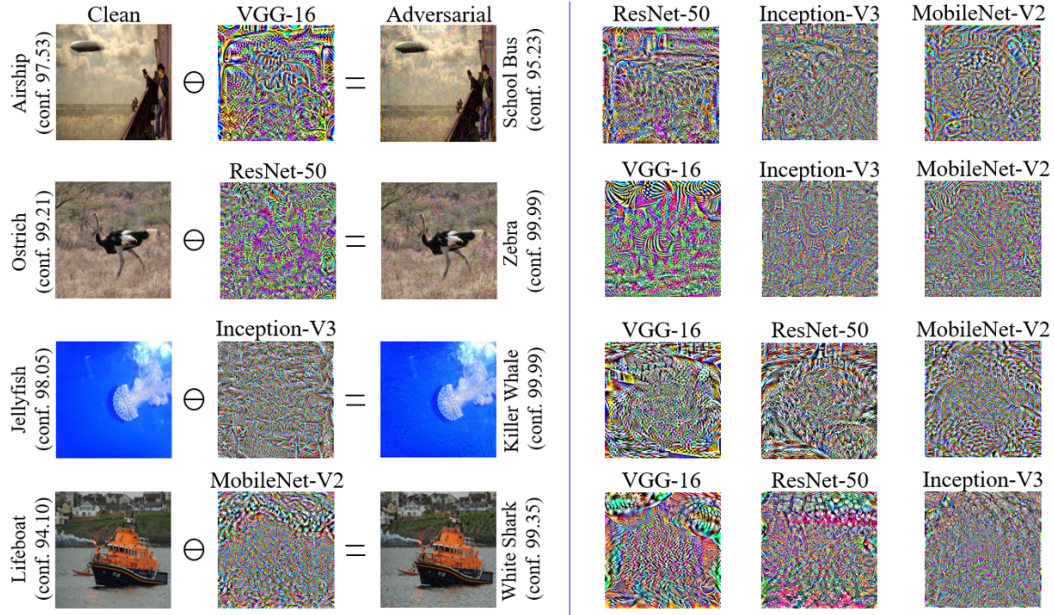 Clean VGG-16 Adversarial ResNet-50 Inception-V3 MobileNet-V2
Airship
(conf. 97.53)
School Bus
(conf. 95.23)
ResNet-50 VGG-16 Inception-V3 MobileNet-V2
Ostrich
(conf. 99.21)
Zebra
(conf. 99.99)
Inception-V3 VGG-16 ResNet-50 MobileNet-V2
Jellyfish
(conf. 98.05)
Killer Whale
(conf. 99.99)
MobileNet-V2 VGG-16 ResNet-50 Inception-V3
Lifeboat
(conf. 94.10)
White Shark
(conf. 99.35)